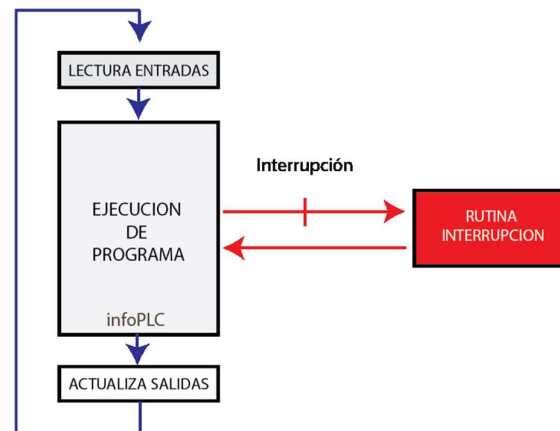 LECTURA ENTRADAS
Interrupción
EJECUCION
DE
PROGRAMA
RUTINA
INTERRUPCION
infoPLC
ACTUALIZA SALIDAS